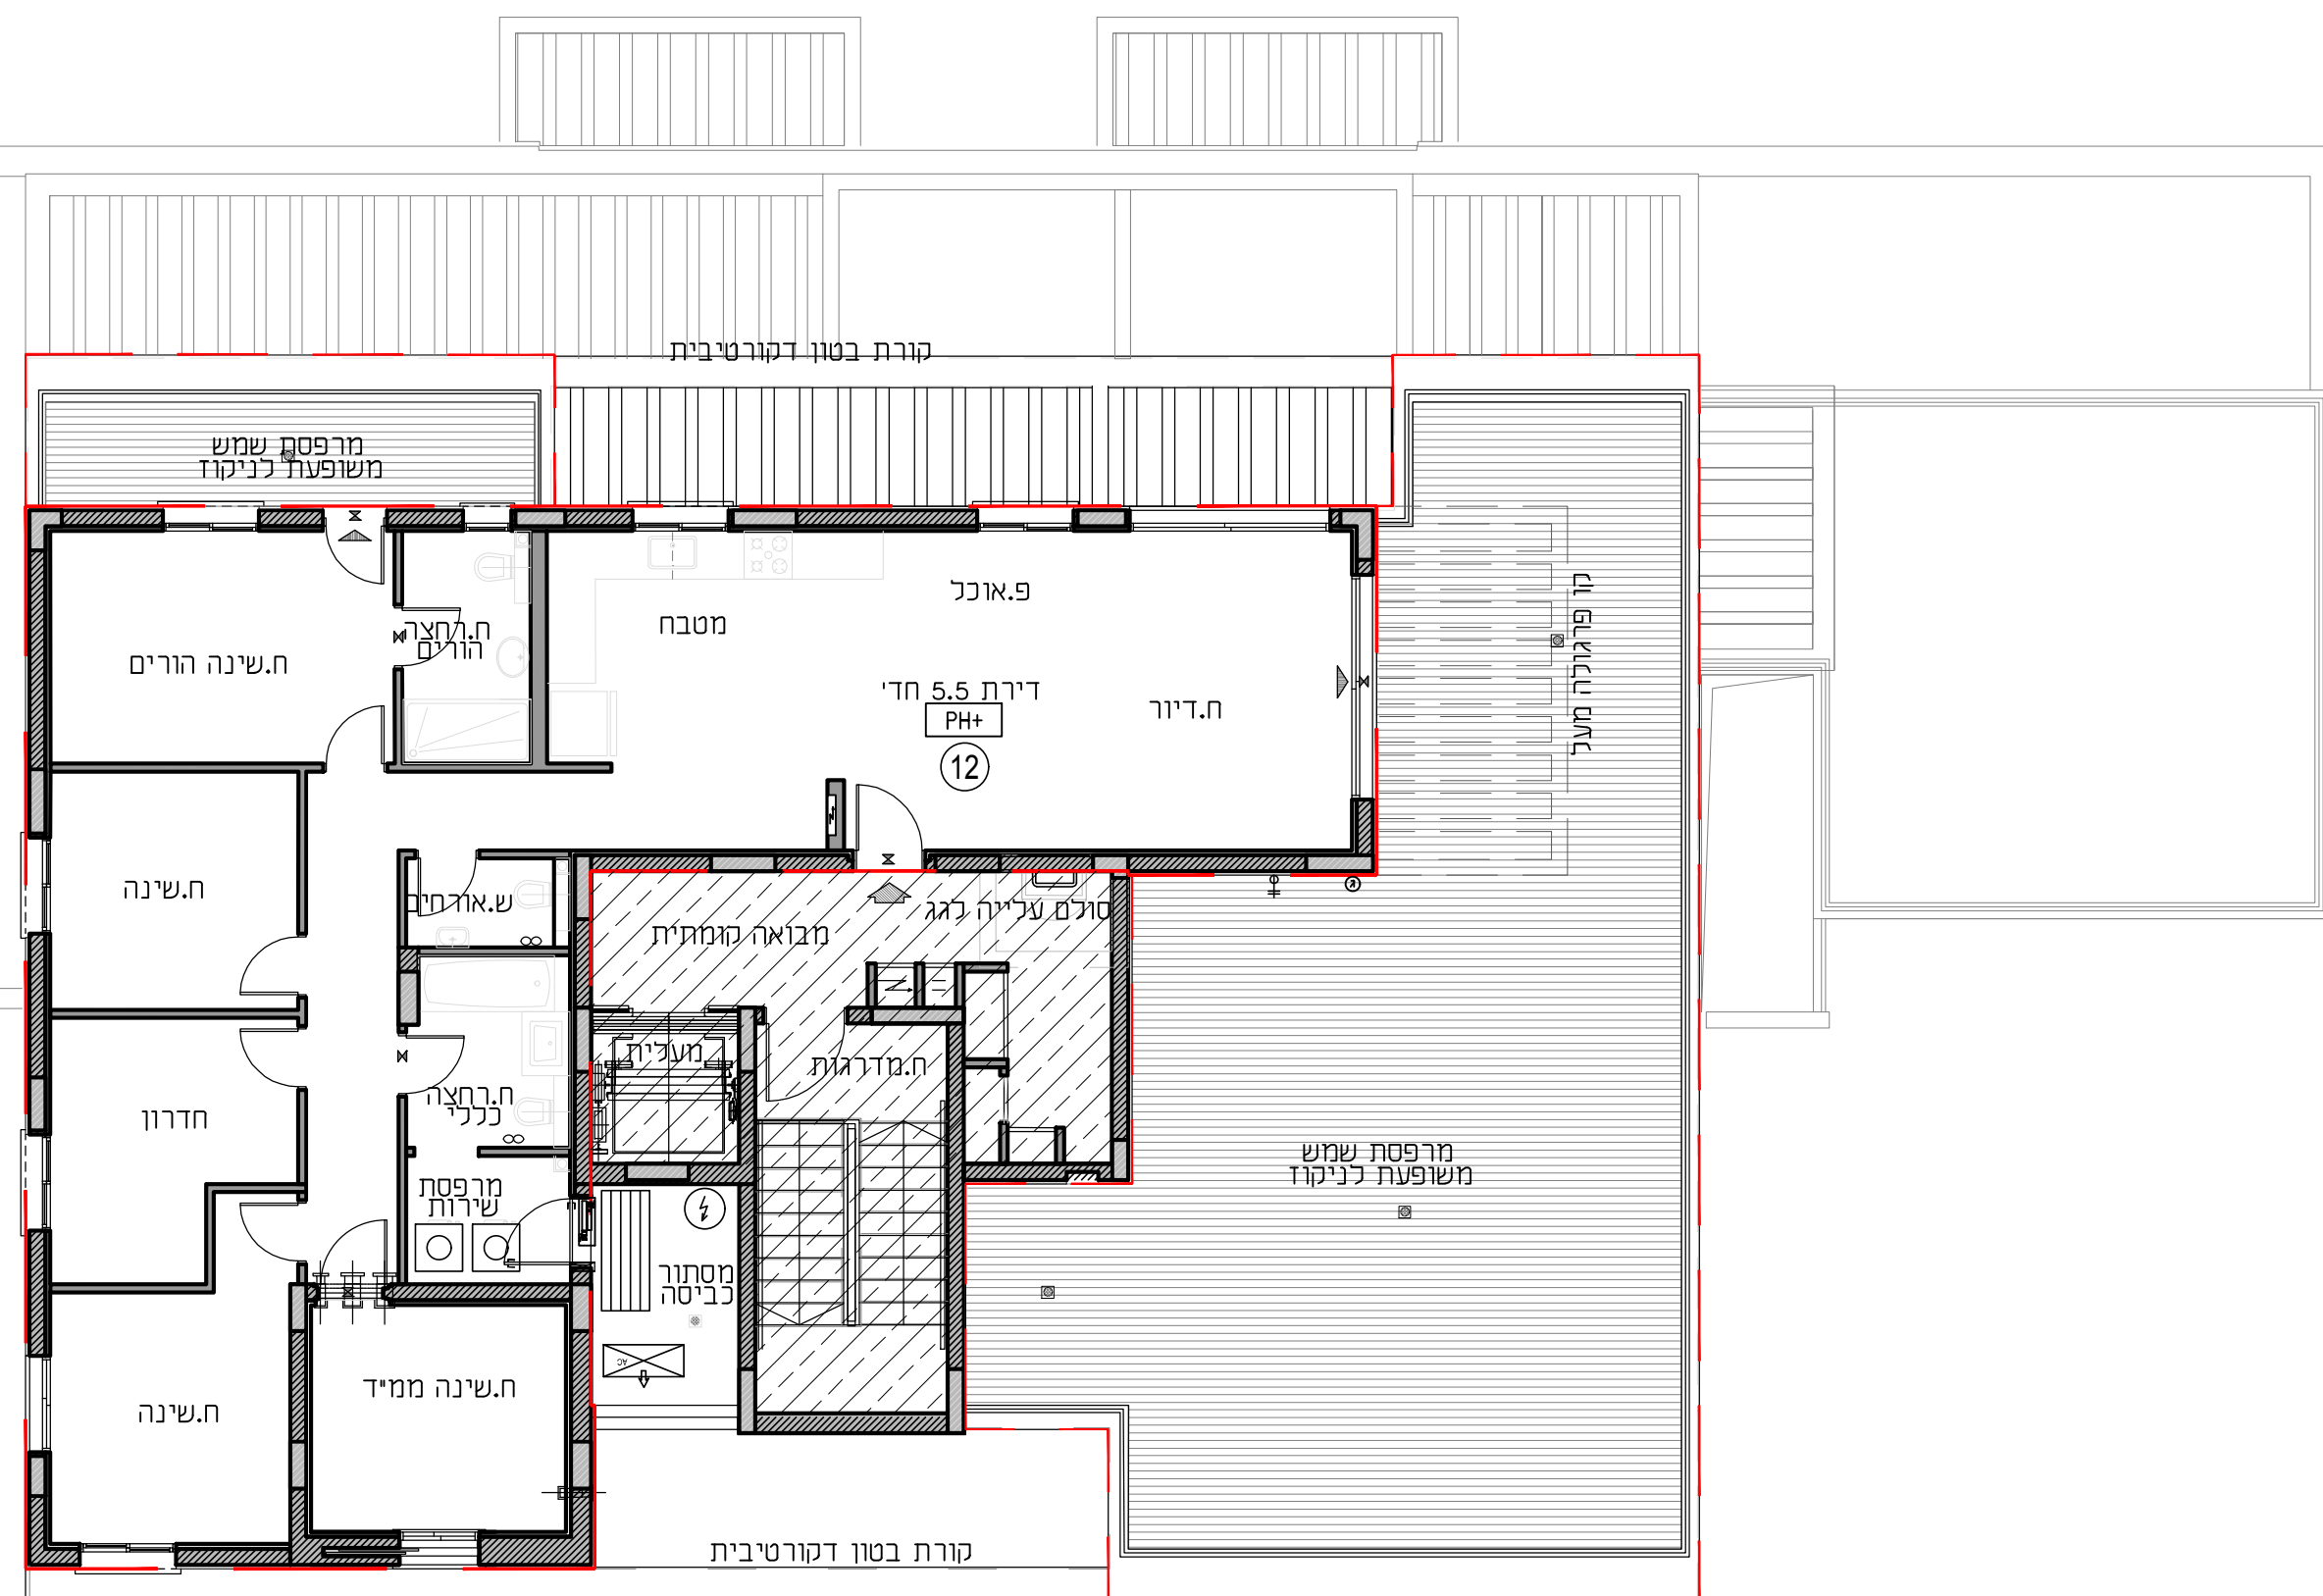 קורת בטון דקורטיבית
מרפסת שמש
משופעת לניקוז
פ.אוכל
מטבח
ח.רחצה
הורים
ח.שינה הורים
קו פרגולה מעל
דירת 5.5 חד'
PH+
12
ח.דיור
ח.שינה
ש.אורחים
סולם עלייה לגג
מבואה קומתית
מעלית
ח.מדרגות
ח.רחצה
כללי
חדרון
מרפסת שמש
משופעת לניקוז
מרפסת
שירות
מסתור
כביסה
AC
ח.שינה ממ"ד
ח.שינה
קורת בטון דקורטיבית